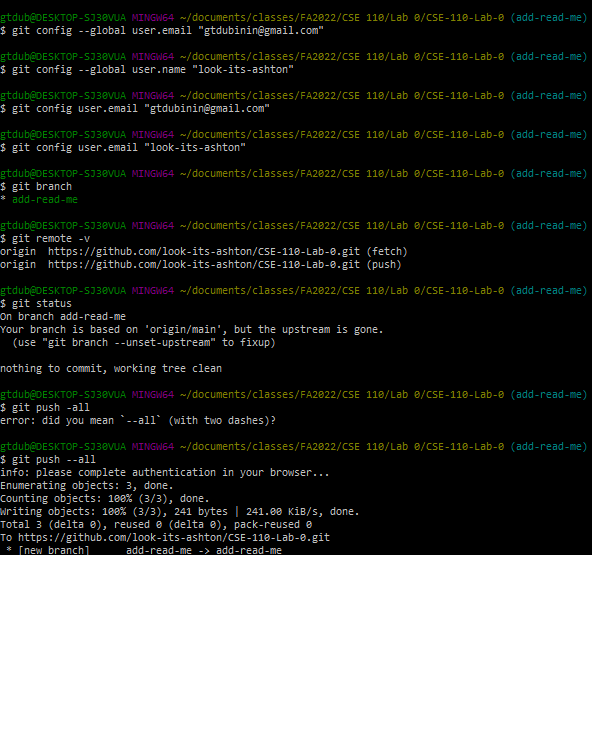 gtdub@DESKTOP-SJ30VUA MINGW64 ~/documents/classes/FA2022/CSE 110/Lab 0/CSE-110-Lab-0 (add-read-me)
$ git config --global user.email "gtdubinin@gmail.com"
gtdub@DESKTOP-SJ30VUA MINGW64 ~/documents/classes/FA2022/CSE 110/Lab 0/CSE-110-Lab-0 (add-read-me)
$ git config --global user.name "look-its-ashton"
gtdub@DESKTOP-SJ30VUA MINGW64 ~/documents/classes/FA2022/CSE 110/Lab 0/CSE-110-Lab-0 (add-read-me)
$ git config user.email "gtdubinin@gmail.com"
gtdub@DESKTOP-SJ30VUA MINGW64 ~/documents/classes/FA2022/CSE 110/Lab 0/CSE-110-Lab-0 (add-read-me)
$ git config user.email "look-its-ashton"
gtdub@DESKTOP-SJ30VUA MINGW64 ~/documents/classes/FA2022/CSE 110/Lab 0/CSE-110-Lab-0 (add-read-me)
$ git branch
* add-read-me
gtdub@DESKTOP-SJ30VUA MINGW64 ~/documents/classes/FA2022/CSE 110/Lab 0/CSE-110-Lab-0 (add-read-me)
$ git remote -v
origin  https://github.com/look-its-ashton/CSE-110-Lab-0.git (fetch)
origin  https://github.com/look-its-ashton/CSE-110-Lab-0.git (push)
gtdub@DESKTOP-SJ30VUA MINGW64 ~/documents/classes/FA2022/CSE 110/Lab 0/CSE-110-Lab-0 (add-read-me)
$ git status
On branch add-read-me
Your branch is based on 'origin/main', but the upstream is gone.
  (use "git branch --unset-upstream" to fixup)
nothing to commit, working tree clean
gtdub@DESKTOP-SJ30VUA MINGW64 ~/documents/classes/FA2022/CSE 110/Lab 0/CSE-110-Lab-0 (add-read-me)
$ git push -all
error: did you mean `--all` (with two dashes)?
gtdub@DESKTOP-SJ30VUA MINGW64 ~/documents/classes/FA2022/CSE 110/Lab 0/CSE-110-Lab-0 (add-read-me)
$ git push --all
info: please complete authentication in your browser...
Enumerating objects: 3, done.
Counting objects: 100% (3/3), done.
Writing objects: 100% (3/3), 241 bytes | 241.00 KiB/s, done.
Total 3 (delta 0), reused 0 (delta 0), pack-reused 0
To https://github.com/look-its-ashton/CSE-110-Lab-0.git
 * [new branch]      add-read-me -> add-read-me